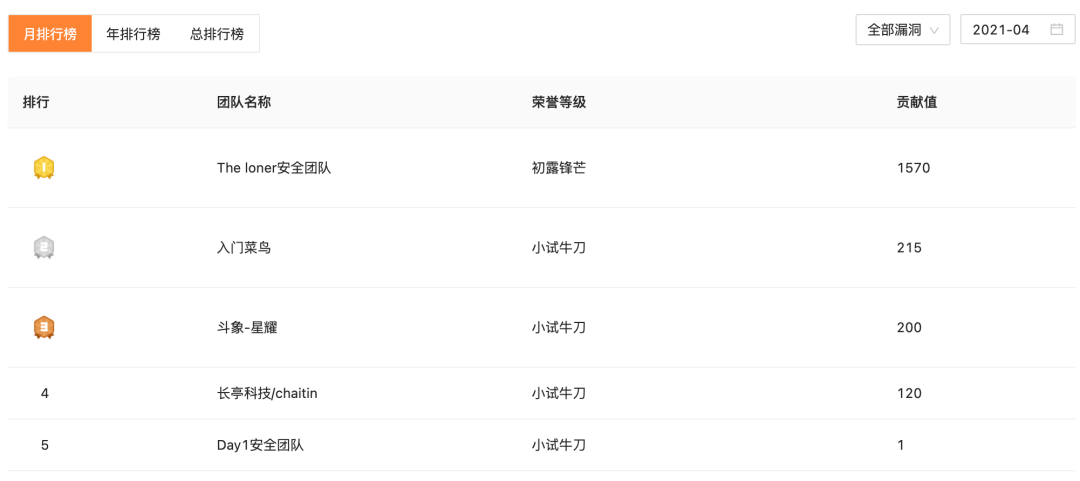 月排行榜 年排行榜 总排行榜 全部漏洞 2021-04
排行 团队名称 荣誉等级 贡献值
1 The loner安全团队 初露锋芒 1570
2 入门菜鸟 小试牛刀 215
3 斗象-星耀 小试牛刀 200
4 长亭科技/chaitin 小试牛刀 120
5 Day1安全团队 小试牛刀 1